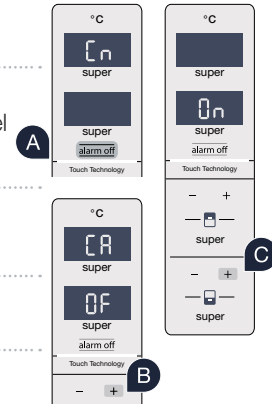 °C
Cn
super
super
alarm off
Touch Technology
A
el
°C
CA
super
OF
super
alarm off
Touch Technology
B
− +
°C
super
On
super
alarm off
Touch Technology
− +
super
C
− +
super